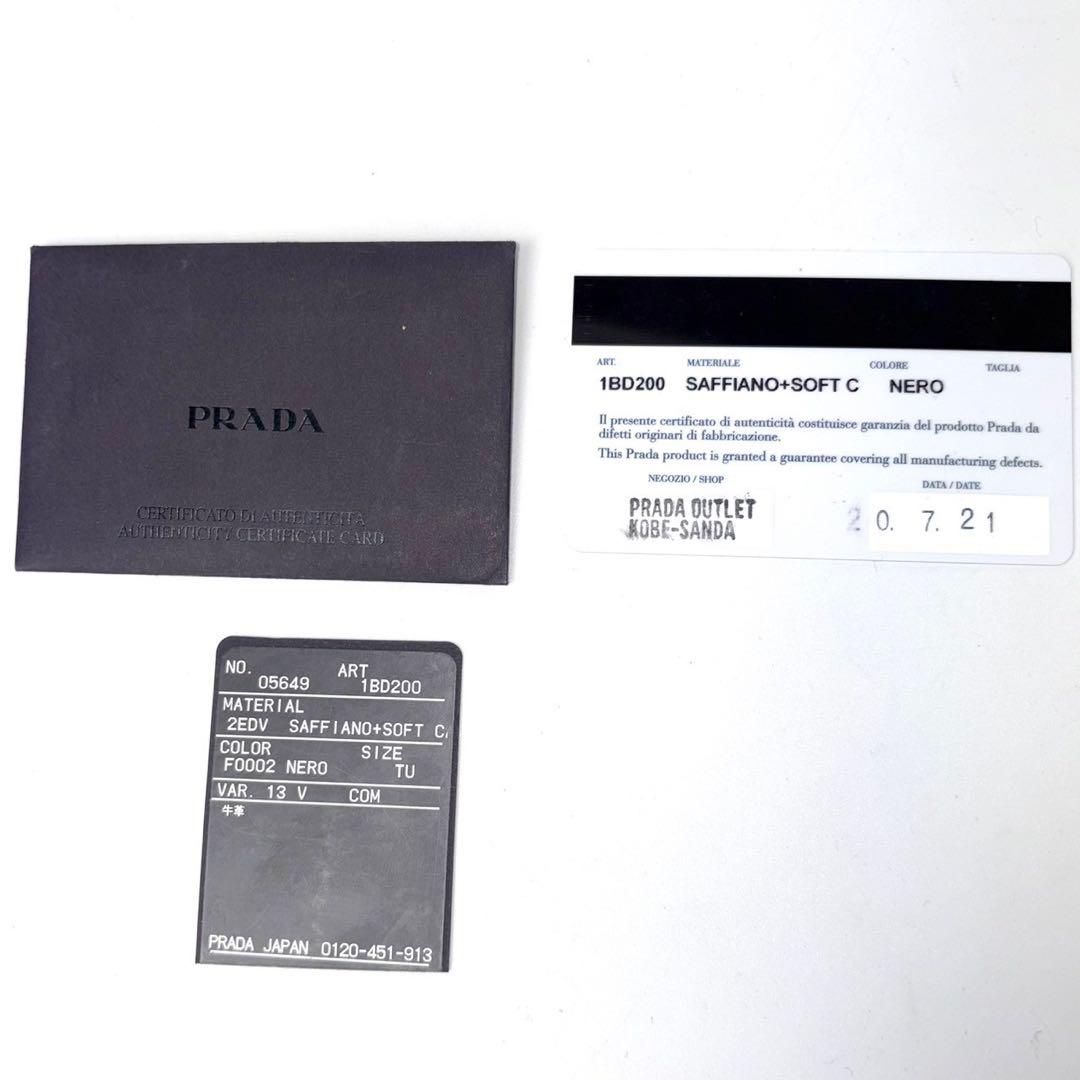 PRADA
CERTIFICATO DI AUTENTICITÀ
AUTHENTICITY CERTIFICATE CARD
ART. MATERIALE COLORE TAGLIA
1BD200 SAFFIANO+SOFT C NERO
Il presente certificato di autenticità costituisce garanzia del prodotto Prada da
difetti originari di fabbricazione.
This Prada product is granted a guarantee covering all manufacturing defects.
NEGOZIO / SHOP DATA / DATE
PRADA OUTLET
KOBE-SANDA
20. 7. 21
NO. ART
05649 1BD200
MATERIAL
2EDV SAFFIANO+SOFT C
COLOR SIZE
F0002 NERO TU
VAR. 13 V COM
牛革
PRADA JAPAN 0120-451-913